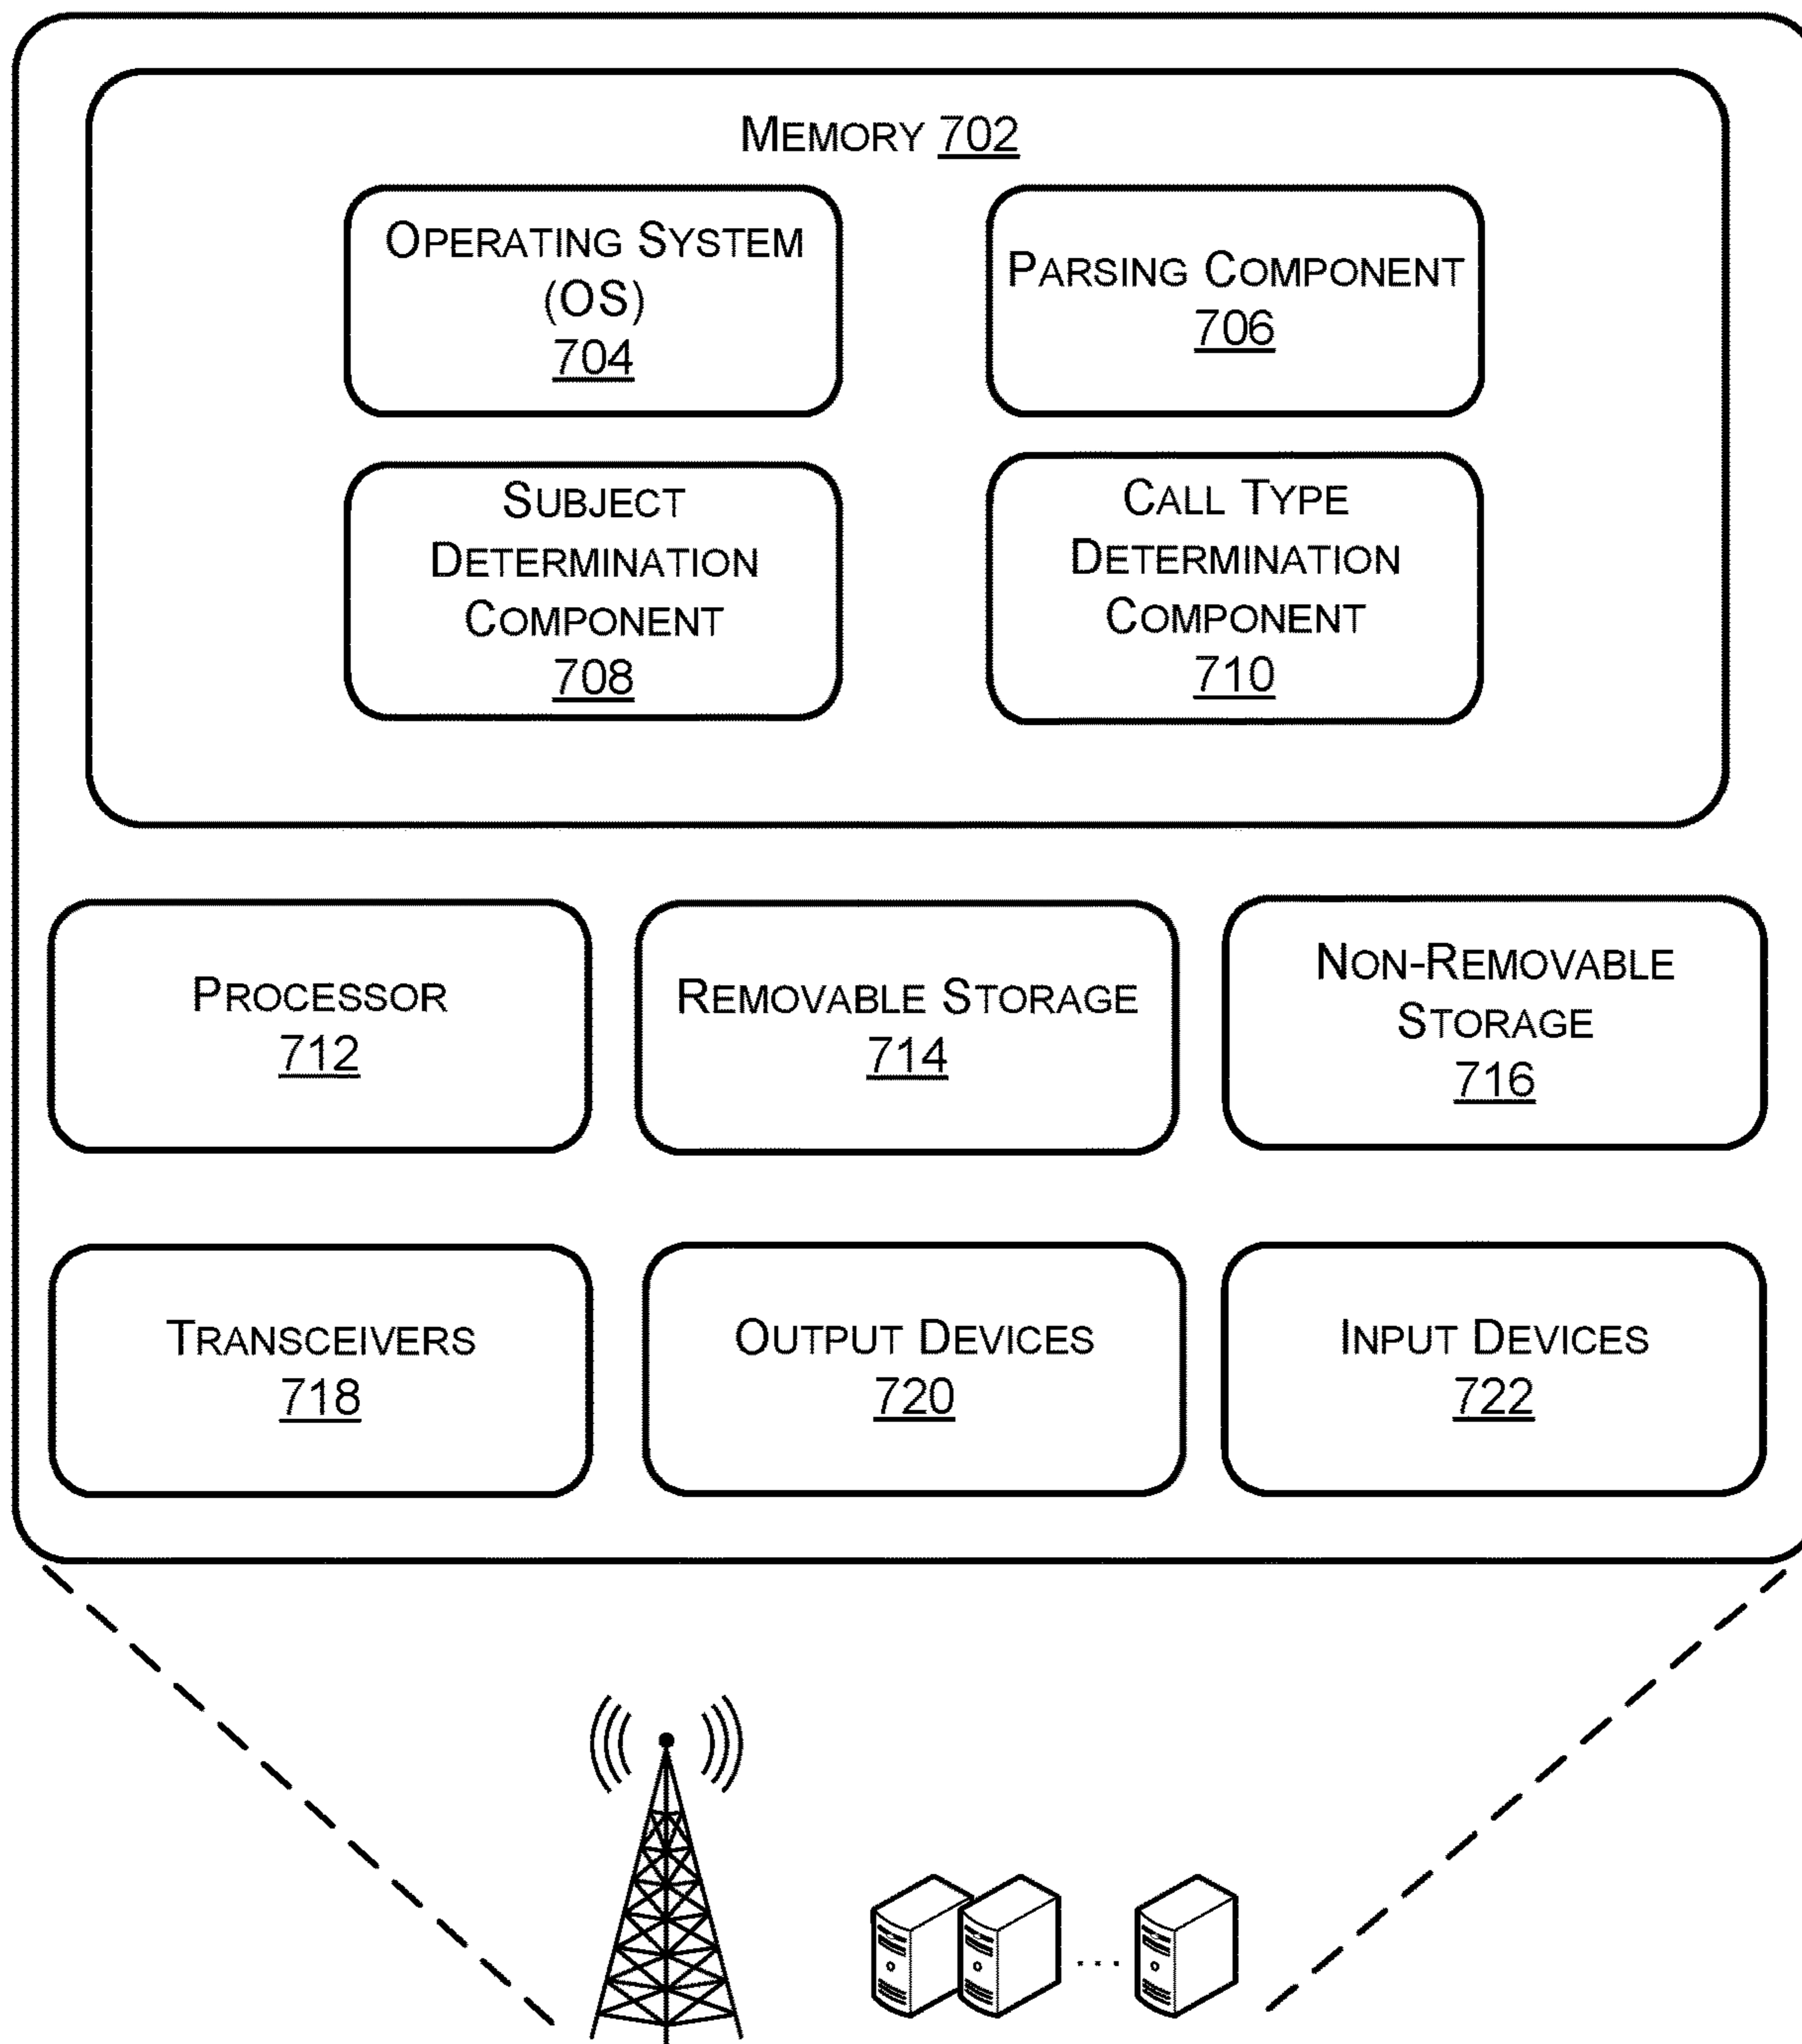 MEMORY 702
OPERATING SYSTEM
(OS)
704
PARSING COMPONENT
706
SUBJECT
DETERMINATION
COMPONENT
708
CALL TYPE
DETERMINATION
COMPONENT
710
PROCESSOR
712
REMOVABLE STORAGE
714
NON-REMOVABLE
STORAGE
716
TRANSCEIVERS
718
OUTPUT DEVICES
720
INPUT DEVICES
722
...